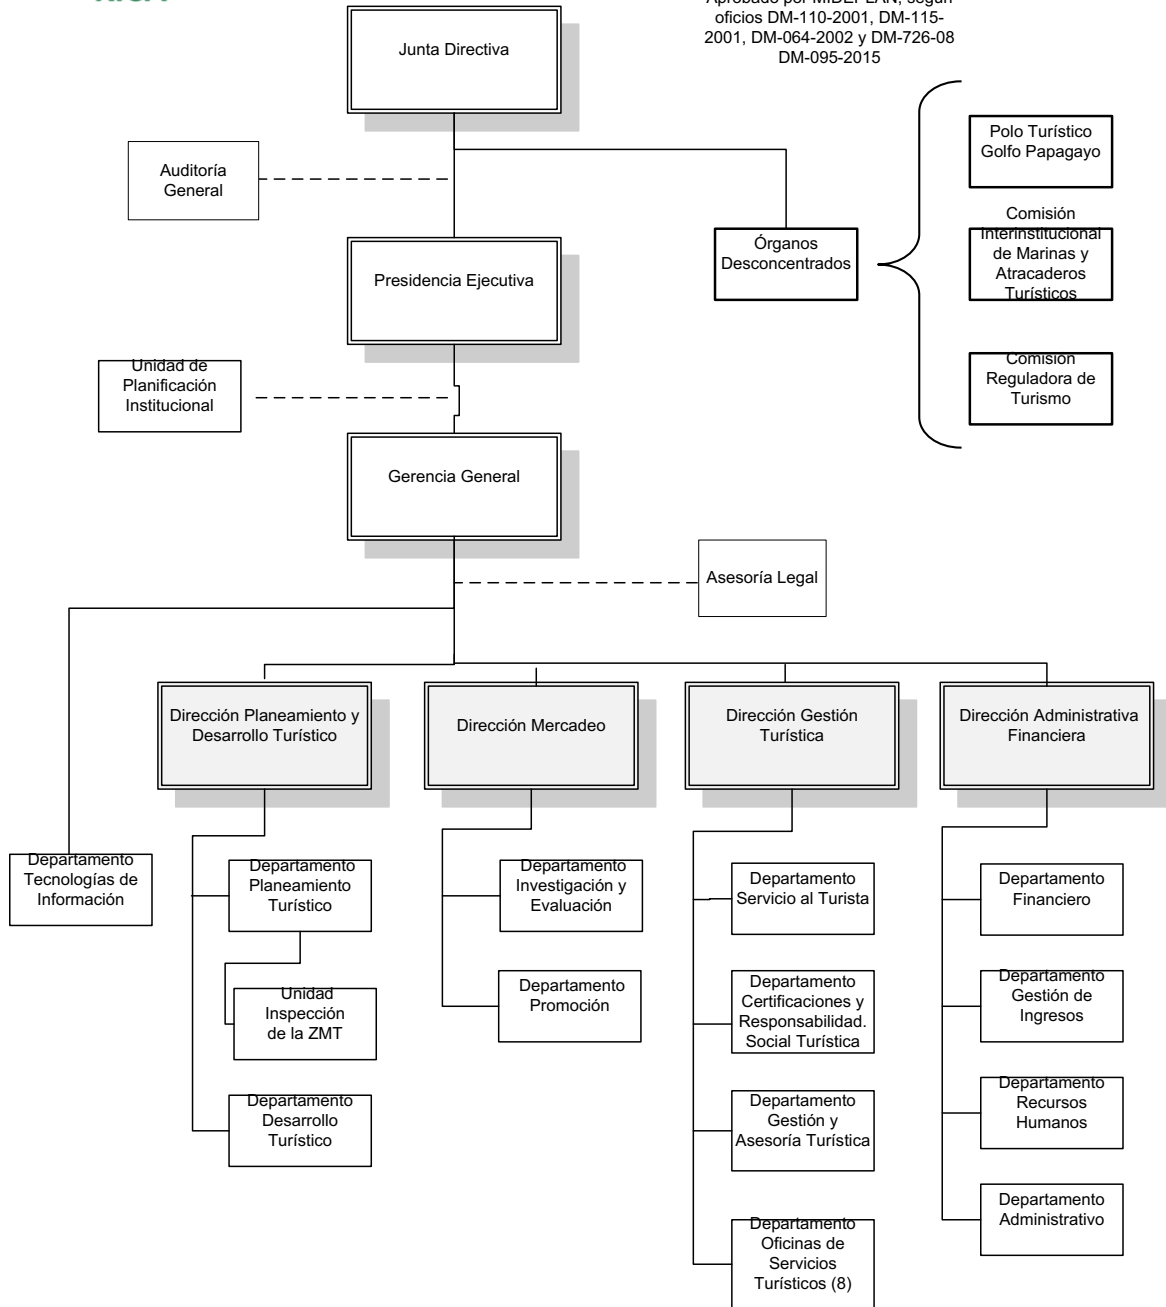 Junta Directiva
oficios DM-110-2001, DM-115-
2001, DM-064-2002 y DM-726-08
DM-095-2015
Auditoría
General
Polo Turístico
Golfo Papagayo
Comisión
Interinstitucional
de Marinas y
Atracaderos
Turísticos
Comisión
Reguladora de
Turismo
Órganos
Desconcentrados
Presidencia Ejecutiva
Unidad de
Planificación
Institucional
Gerencia General
Asesoría Legal
Dirección Planeamiento y
Desarrollo Turístico
Dirección Mercadeo
Dirección Gestión
Turística
Dirección Administrativa
Financiera
Departamento
Tecnologías de
Información
Departamento
Planeamiento
Turístico
Unidad
Inspección
de la ZMT
Departamento
Desarrollo
Turístico
Departamento
Investigación y
Evaluación
Departamento
Promoción
Departamento
Servicio al Turista
Departamento
Certificaciones y
Responsabilidad.
Social Turística
Departamento
Gestión y
Asesoría Turística
Departamento
Oficinas de
Servicios
Turísticos (8)
Departamento
Financiero
Departamento
Gestión de
Ingresos
Departamento
Recursos
Humanos
Departamento
Administrativo